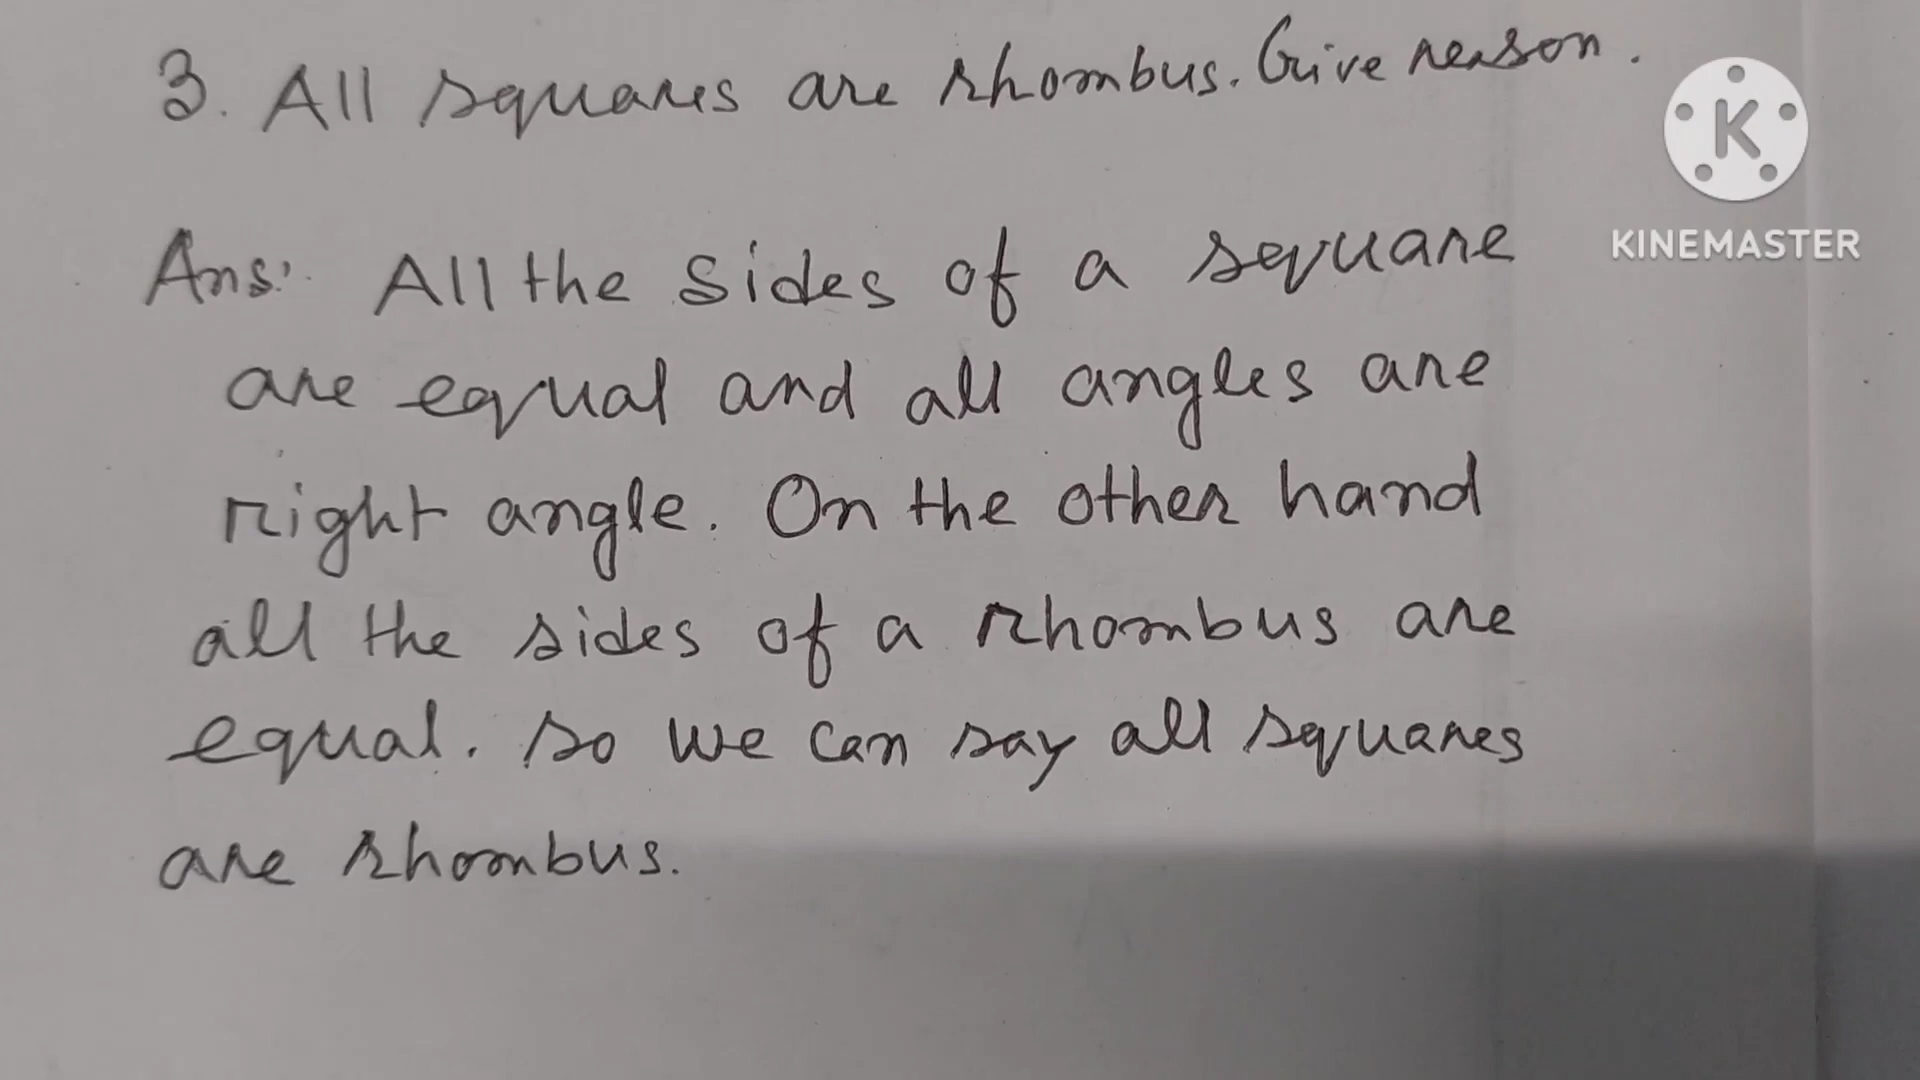 3. All squares are rhombus. Give reason.
K
KINEMASTER
Ans: All the sides of a square
are equal and all angles are
right angle. On the other hand
all the sides of a rhombus are
equal. so we can say all squares
are rhombus.